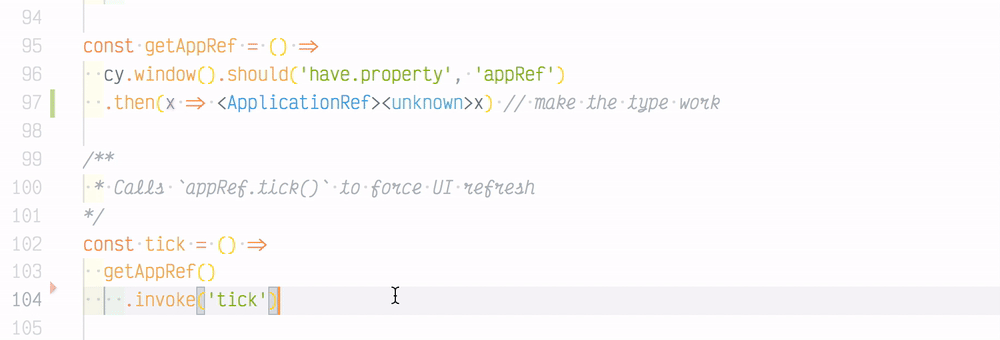 94
95 const getAppRef = () =>
96 cy.window().should('have.property', 'appRef')
97 .then(x => <ApplicationRef><unknown>x) // make the type work
98
99 /**
100 * Calls `appRef.tick()` to force UI refresh
101 */
102 const tick = () =>
103 getAppRef()
104 .invoke('tick')
105